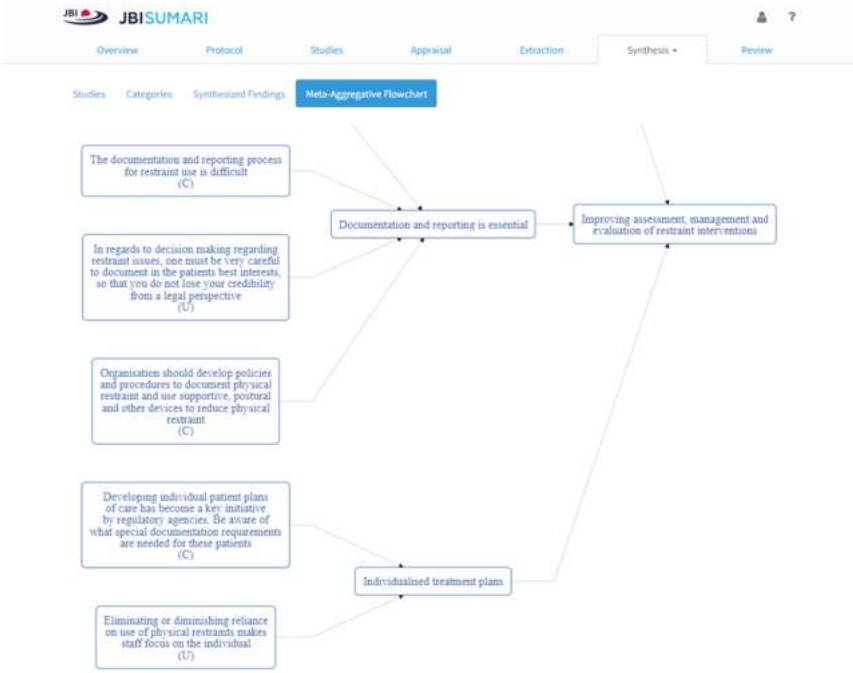 JBI JBISUMARI ?
Overview Protocol Studies Appraisal Extraction Synthesis Review
Studies Categories Synthesized Findings Meta-Aggregative Flowchart
The documentation and reporting process
for restraint use is difficult
(C)
Documentation and reporting is essential
Improving assessment, management and
evaluation of restraint interventions
In regards to decision making regarding
restraint issues, one must be very careful
to document in the patients best interests,
so that you do not lose your credibility
from a legal perspective
(U)
Organisation should develop policies
and procedures to document physical
restraint and use supportive, postural
and other devices to reduce physical
restraint
(C)
Developing individual patient plans
of care has become a key initiative
by regulatory agencies. Be aware of
what special documentation requirements
are needed for these patients
(C)
Individualised treatment plans
Eliminating or diminishing reliance
on use of physical restraints makes
staff focus on the individual
(U)